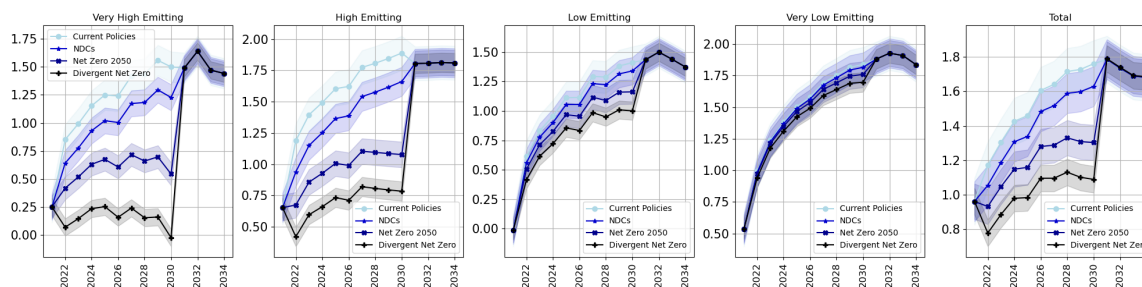 Very High Emitting
1.75
1.50
1.25
1.00
0.75
0.50
0.25
0.00
Current Policies
NDCs
Net Zero 2050
Divergent Net Zero
2022
2024
2026
2028
2030
2032
2034
High Emitting
2.00
1.75
1.50
1.25
1.00
0.75
0.50
Current Policies
NDCs
Net Zero 2050
Divergent Net Zero
2022
2024
2026
2028
2030
2032
2034
Low Emitting
1.50
1.25
1.00
0.75
0.50
0.25
0.00
Current Policies
NDCs
Net Zero 2050
Divergent Net Zero
2022
2024
2026
2028
2030
2032
2034
Very Low Emitting
2.00
1.75
1.50
1.25
1.00
0.75
0.50
Current Policies
NDCs
Net Zero 2050
Divergent Net Zero
2022
2024
2026
2028
2030
2032
2034
Total
1.8
1.6
1.4
1.2
1.0
0.8
Current Policies
NDCs
Net Zero 2050
Divergent Net Zero
2022
2024
2026
2028
2030
2032
2034